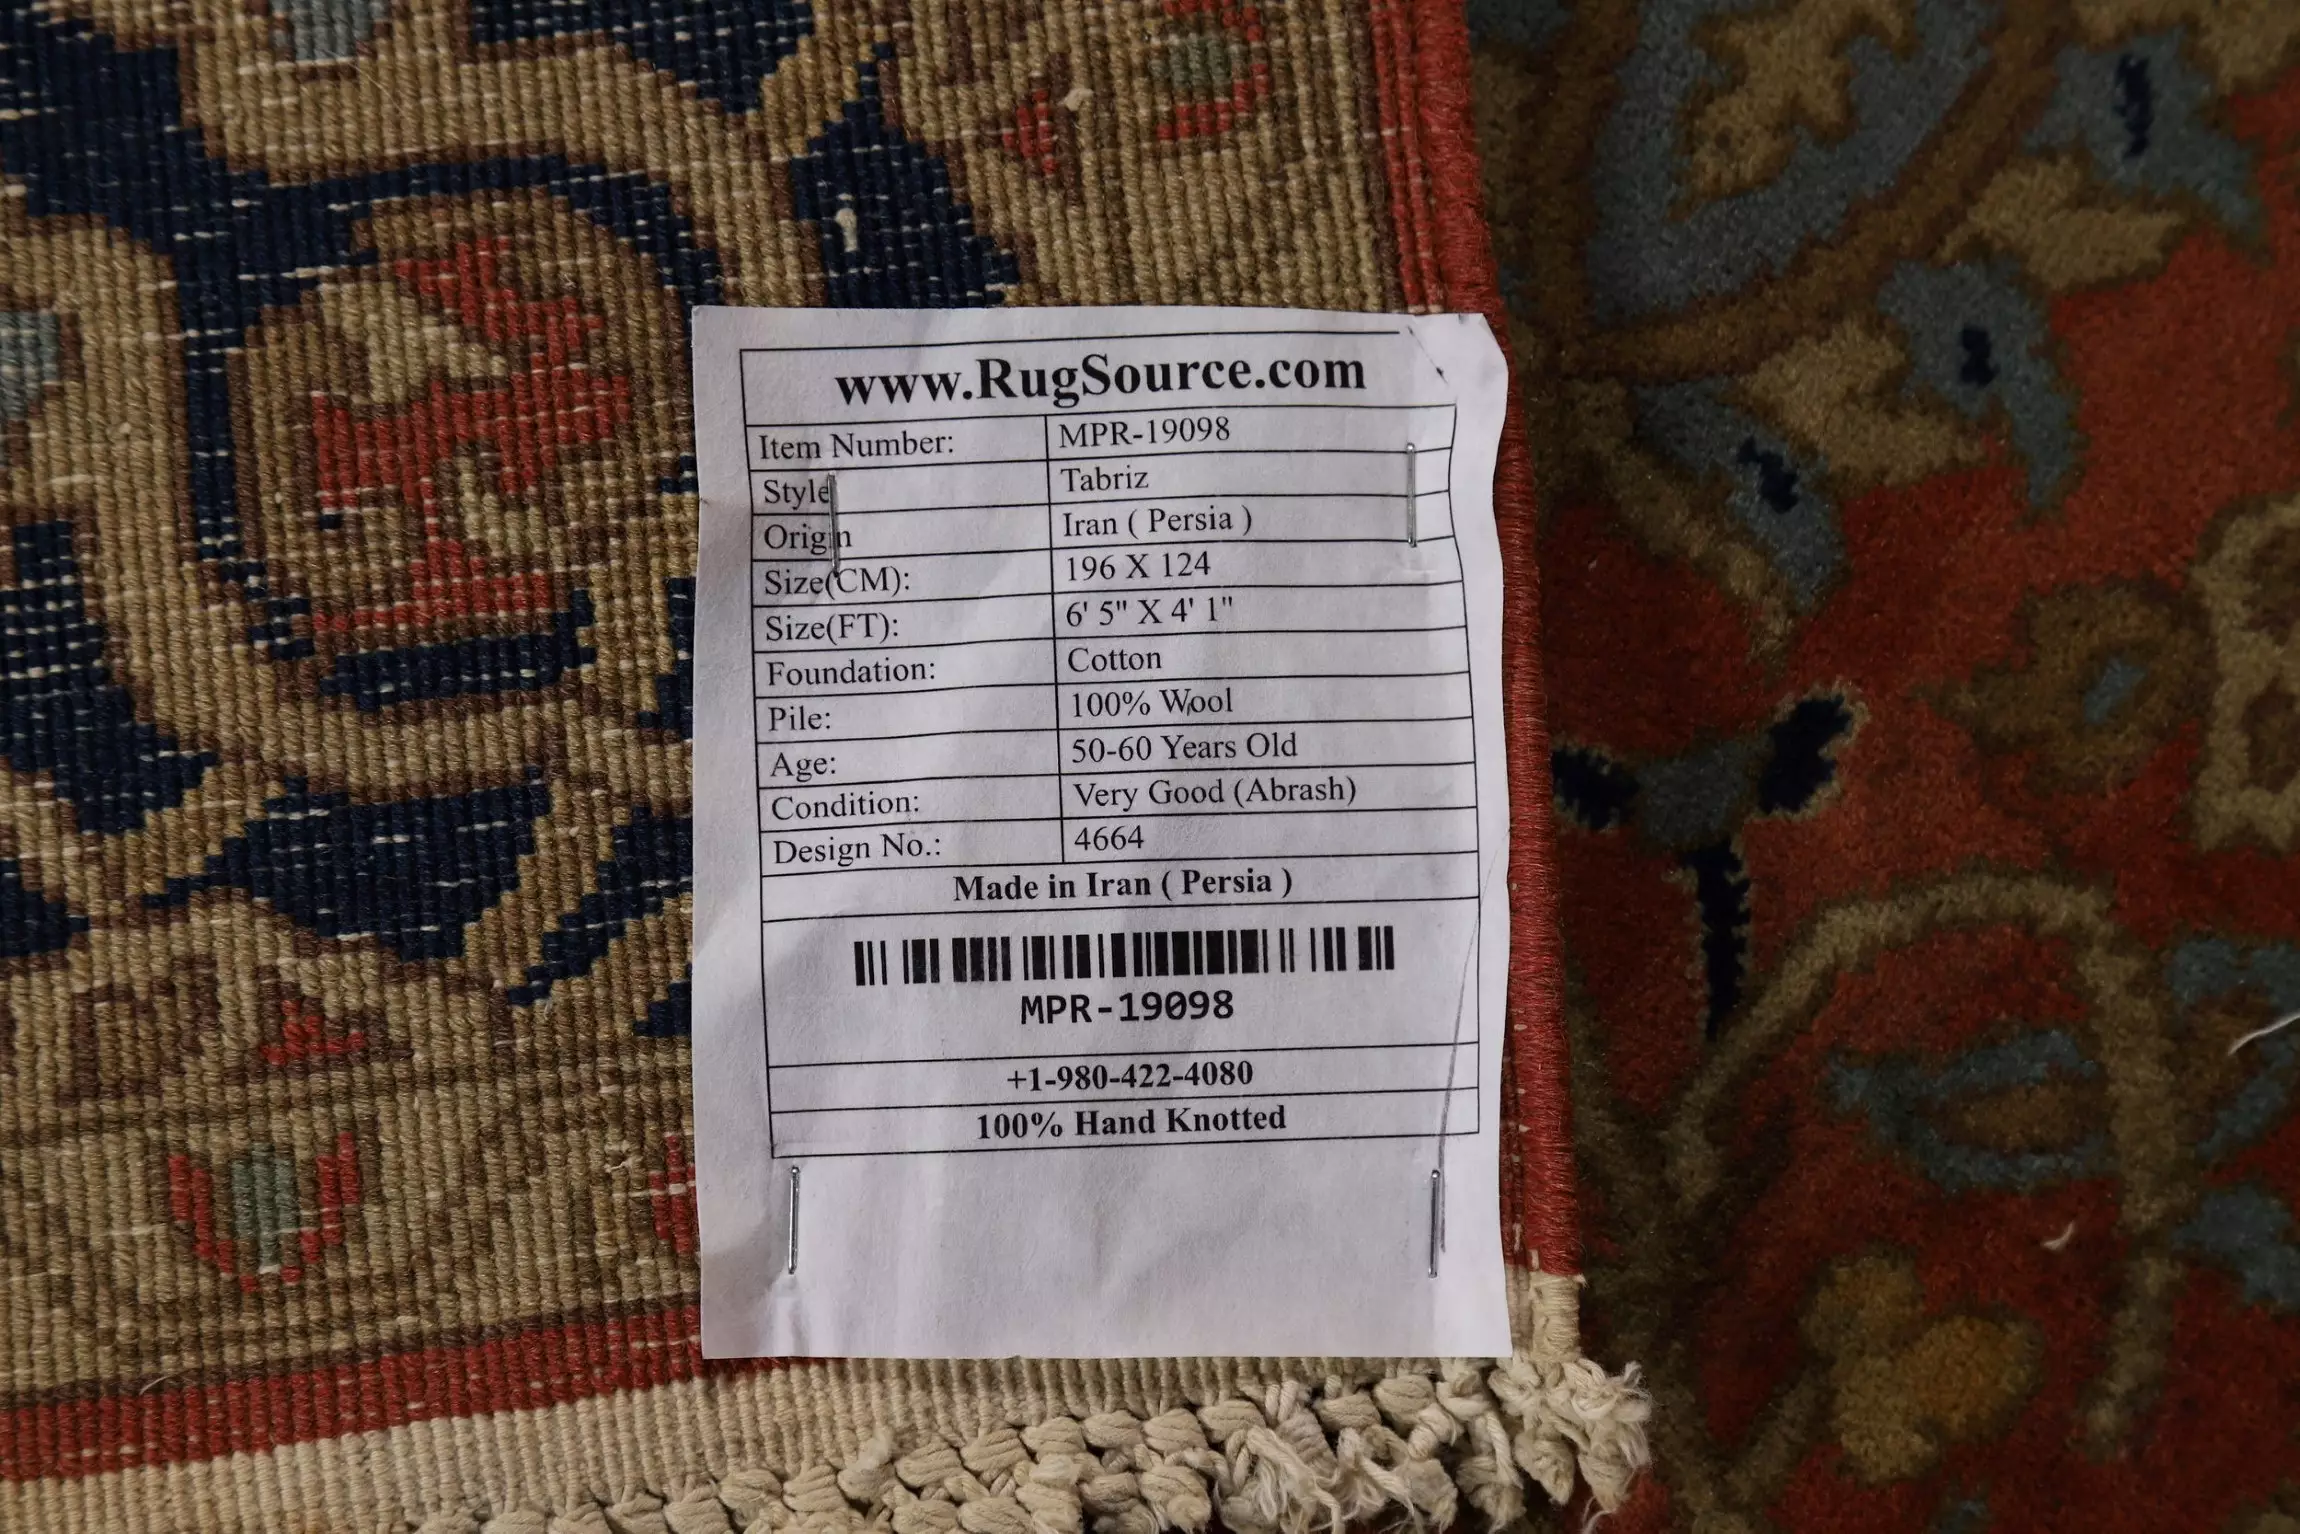 www.RugSource.com
Item Number: MPR-19098
Style Tabriz
Origin Iran ( Persia )
Size(CM): 196 X 124
Size(FT): 6' 5" X 4' 1"
Foundation: Cotton
Pile: 100% Wool
Age: 50-60 Years Old
Condition: Very Good (Abrash)
Design No.: 4664
Made in Iran ( Persia )
MPR-19098
+1-980-422-4080
100% Hand Knotted